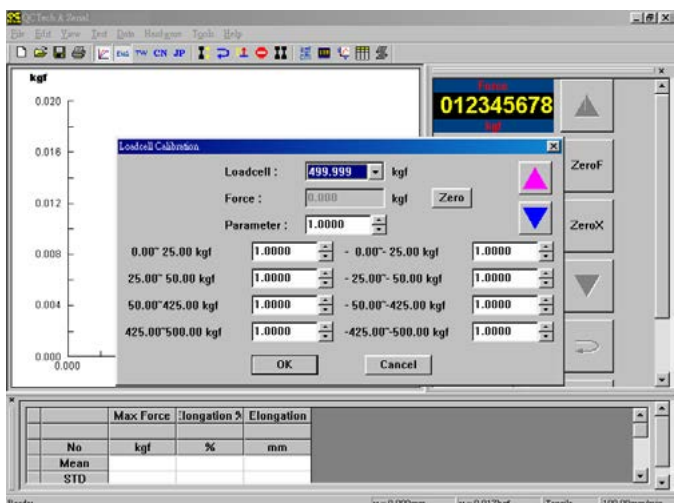 QCTech A Serial
File Edit View Test Data Hardware Tools Help
ENG TW CN JP
kgf
0.020
0.016
0.012
0.008
0.004
0.000
0.000
Force
012345678
kgf
ZeroF
ZeroX
Loadcell Calibration
Loadcell : 499.999 kgf
Force : 0.000 kgf Zero
Parameter : 1.0000
0.00~ 25.00 kgf 1.0000 - 0.00~- 25.00 kgf 1.0000
25.00~ 50.00 kgf 1.0000 - 25.00~- 50.00 kgf 1.0000
50.00~425.00 kgf 1.0000 - 50.00~-425.00 kgf 1.0000
425.00~500.00 kgf 1.0000 -425.00~-500.00 kgf 1.0000
OK Cancel
Max Force Elongation % Elongation
No kgf % mm
Mean
STD